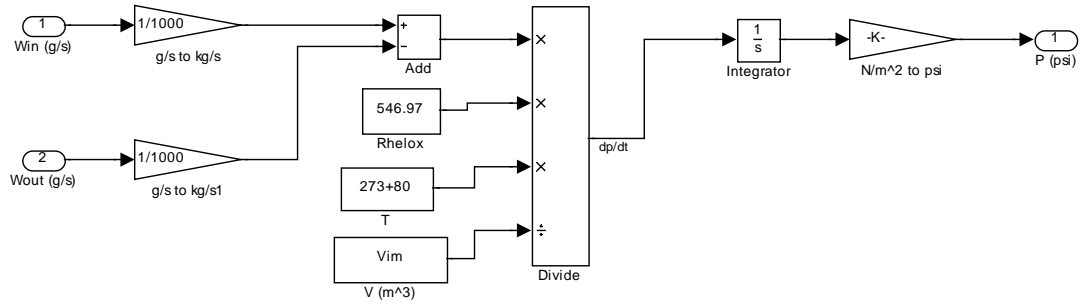 1
Win (g/s)
1/1000
g/s to kg/s
+
−
Add
×
546.97
Rhelox
×
2
Wout (g/s)
1/1000
g/s to kg/s1
273+80
T
×
Vim
V (m^3)
÷
Divide
dp/dt
1
s
Integrator
-K-
N/m^2 to psi
1
P (psi)